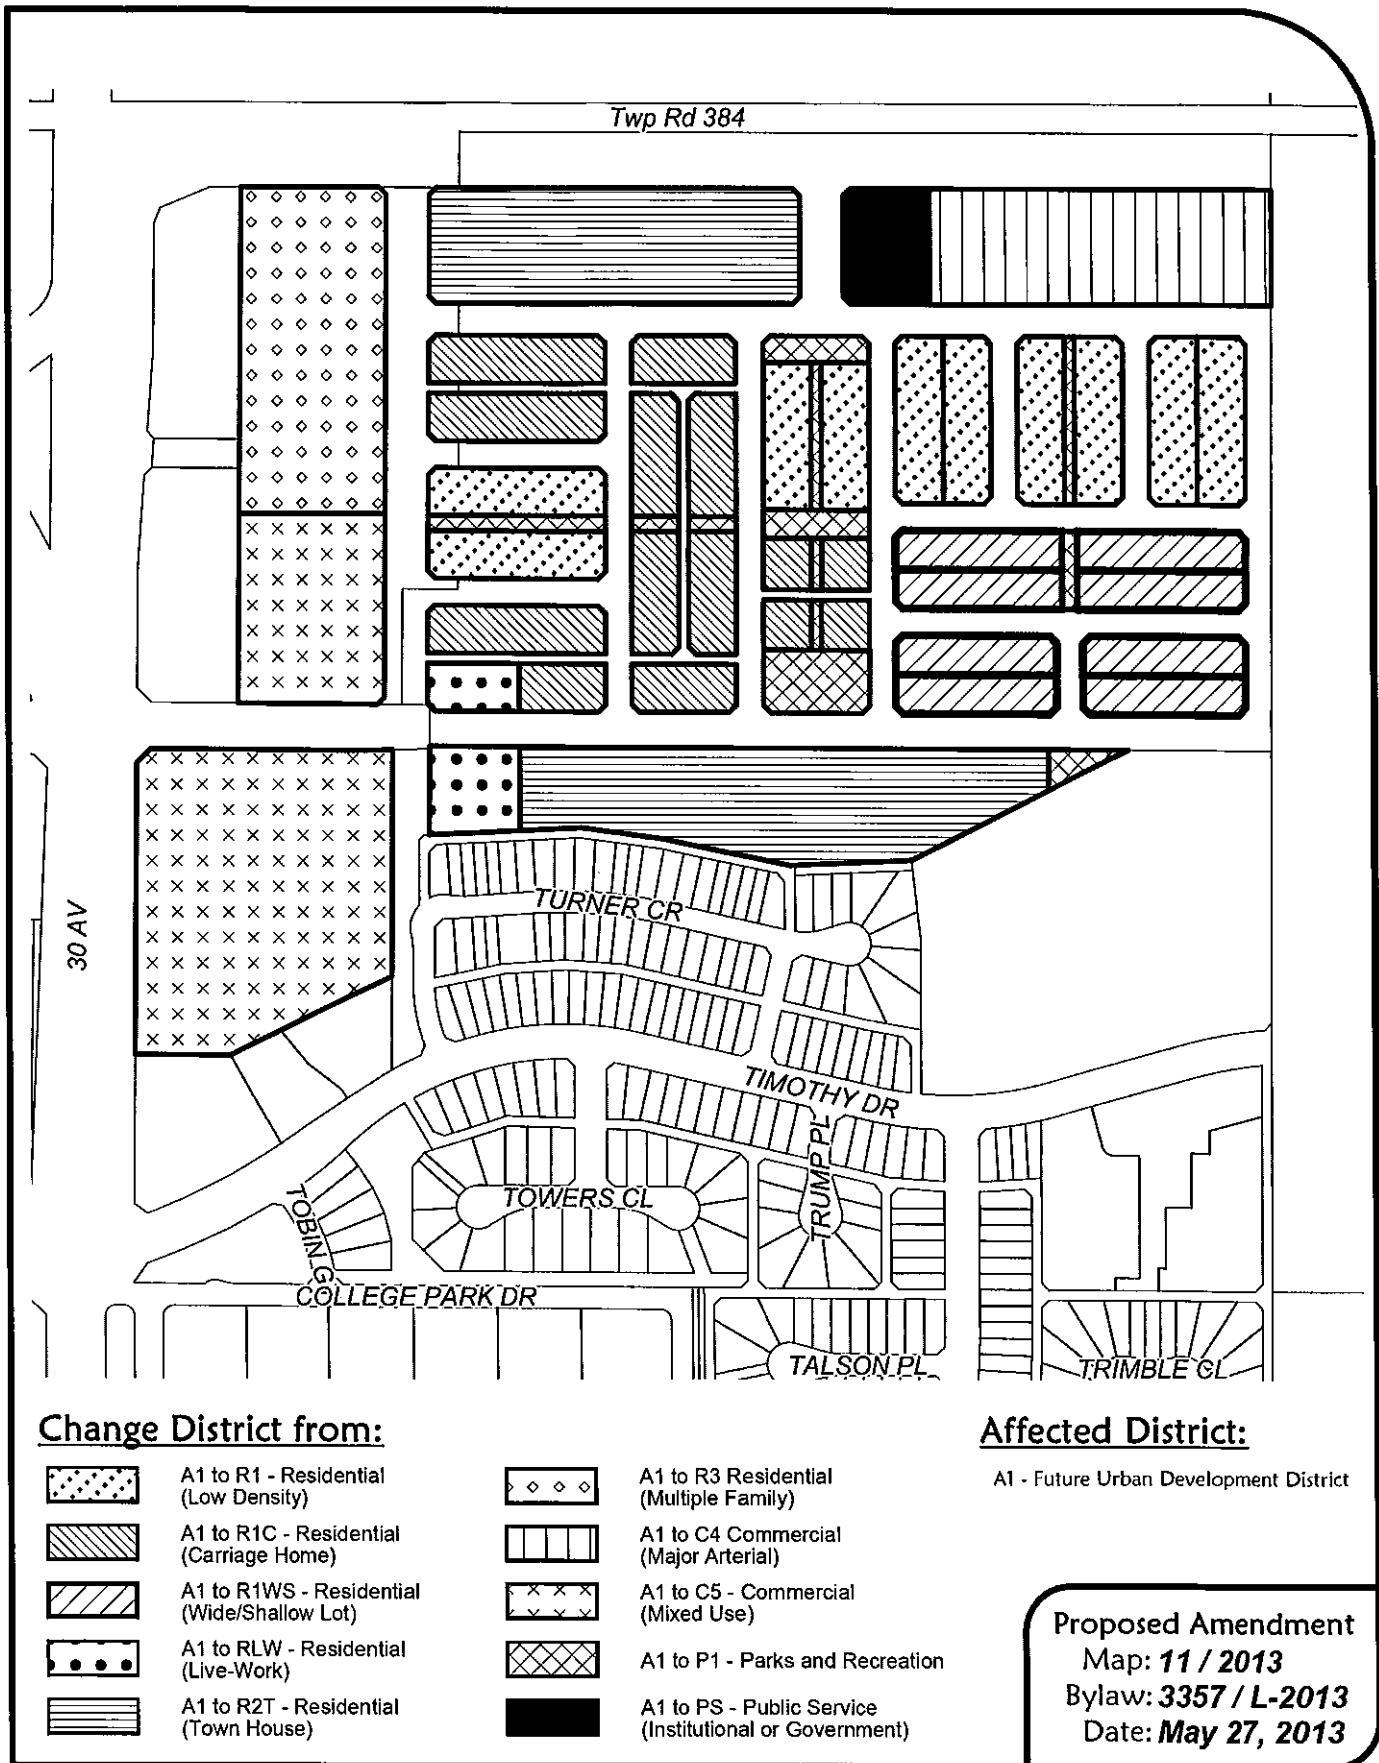 Twp Rd 384
30 AV
TURNER CR
TIMOTHY DR
TRUMP PL
TOWERS CL
TOBIN G
COLLEGE PARK DR
TALSON PL
TRIMBLE CL
Change District from:
A1 to R1 - Residential
(Low Density)
A1 to R1C - Residential
(Carriage Home)
A1 to R1WS - Residential
(Wide/Shallow Lot)
A1 to RLW - Residential
(Live-Work)
A1 to R2T - Residential
(Town House)
A1 to R3 Residential
(Multiple Family)
A1 to C4 Commercial
(Major Arterial)
A1 to C5 - Commercial
(Mixed Use)
A1 to P1 - Parks and Recreation
A1 to PS - Public Service
(Institutional or Government)
Affected District:
A1 - Future Urban Development District
Proposed Amendment
Map: 11 / 2013
Bylaw: 3357 / L-2013
Date: May 27, 2013